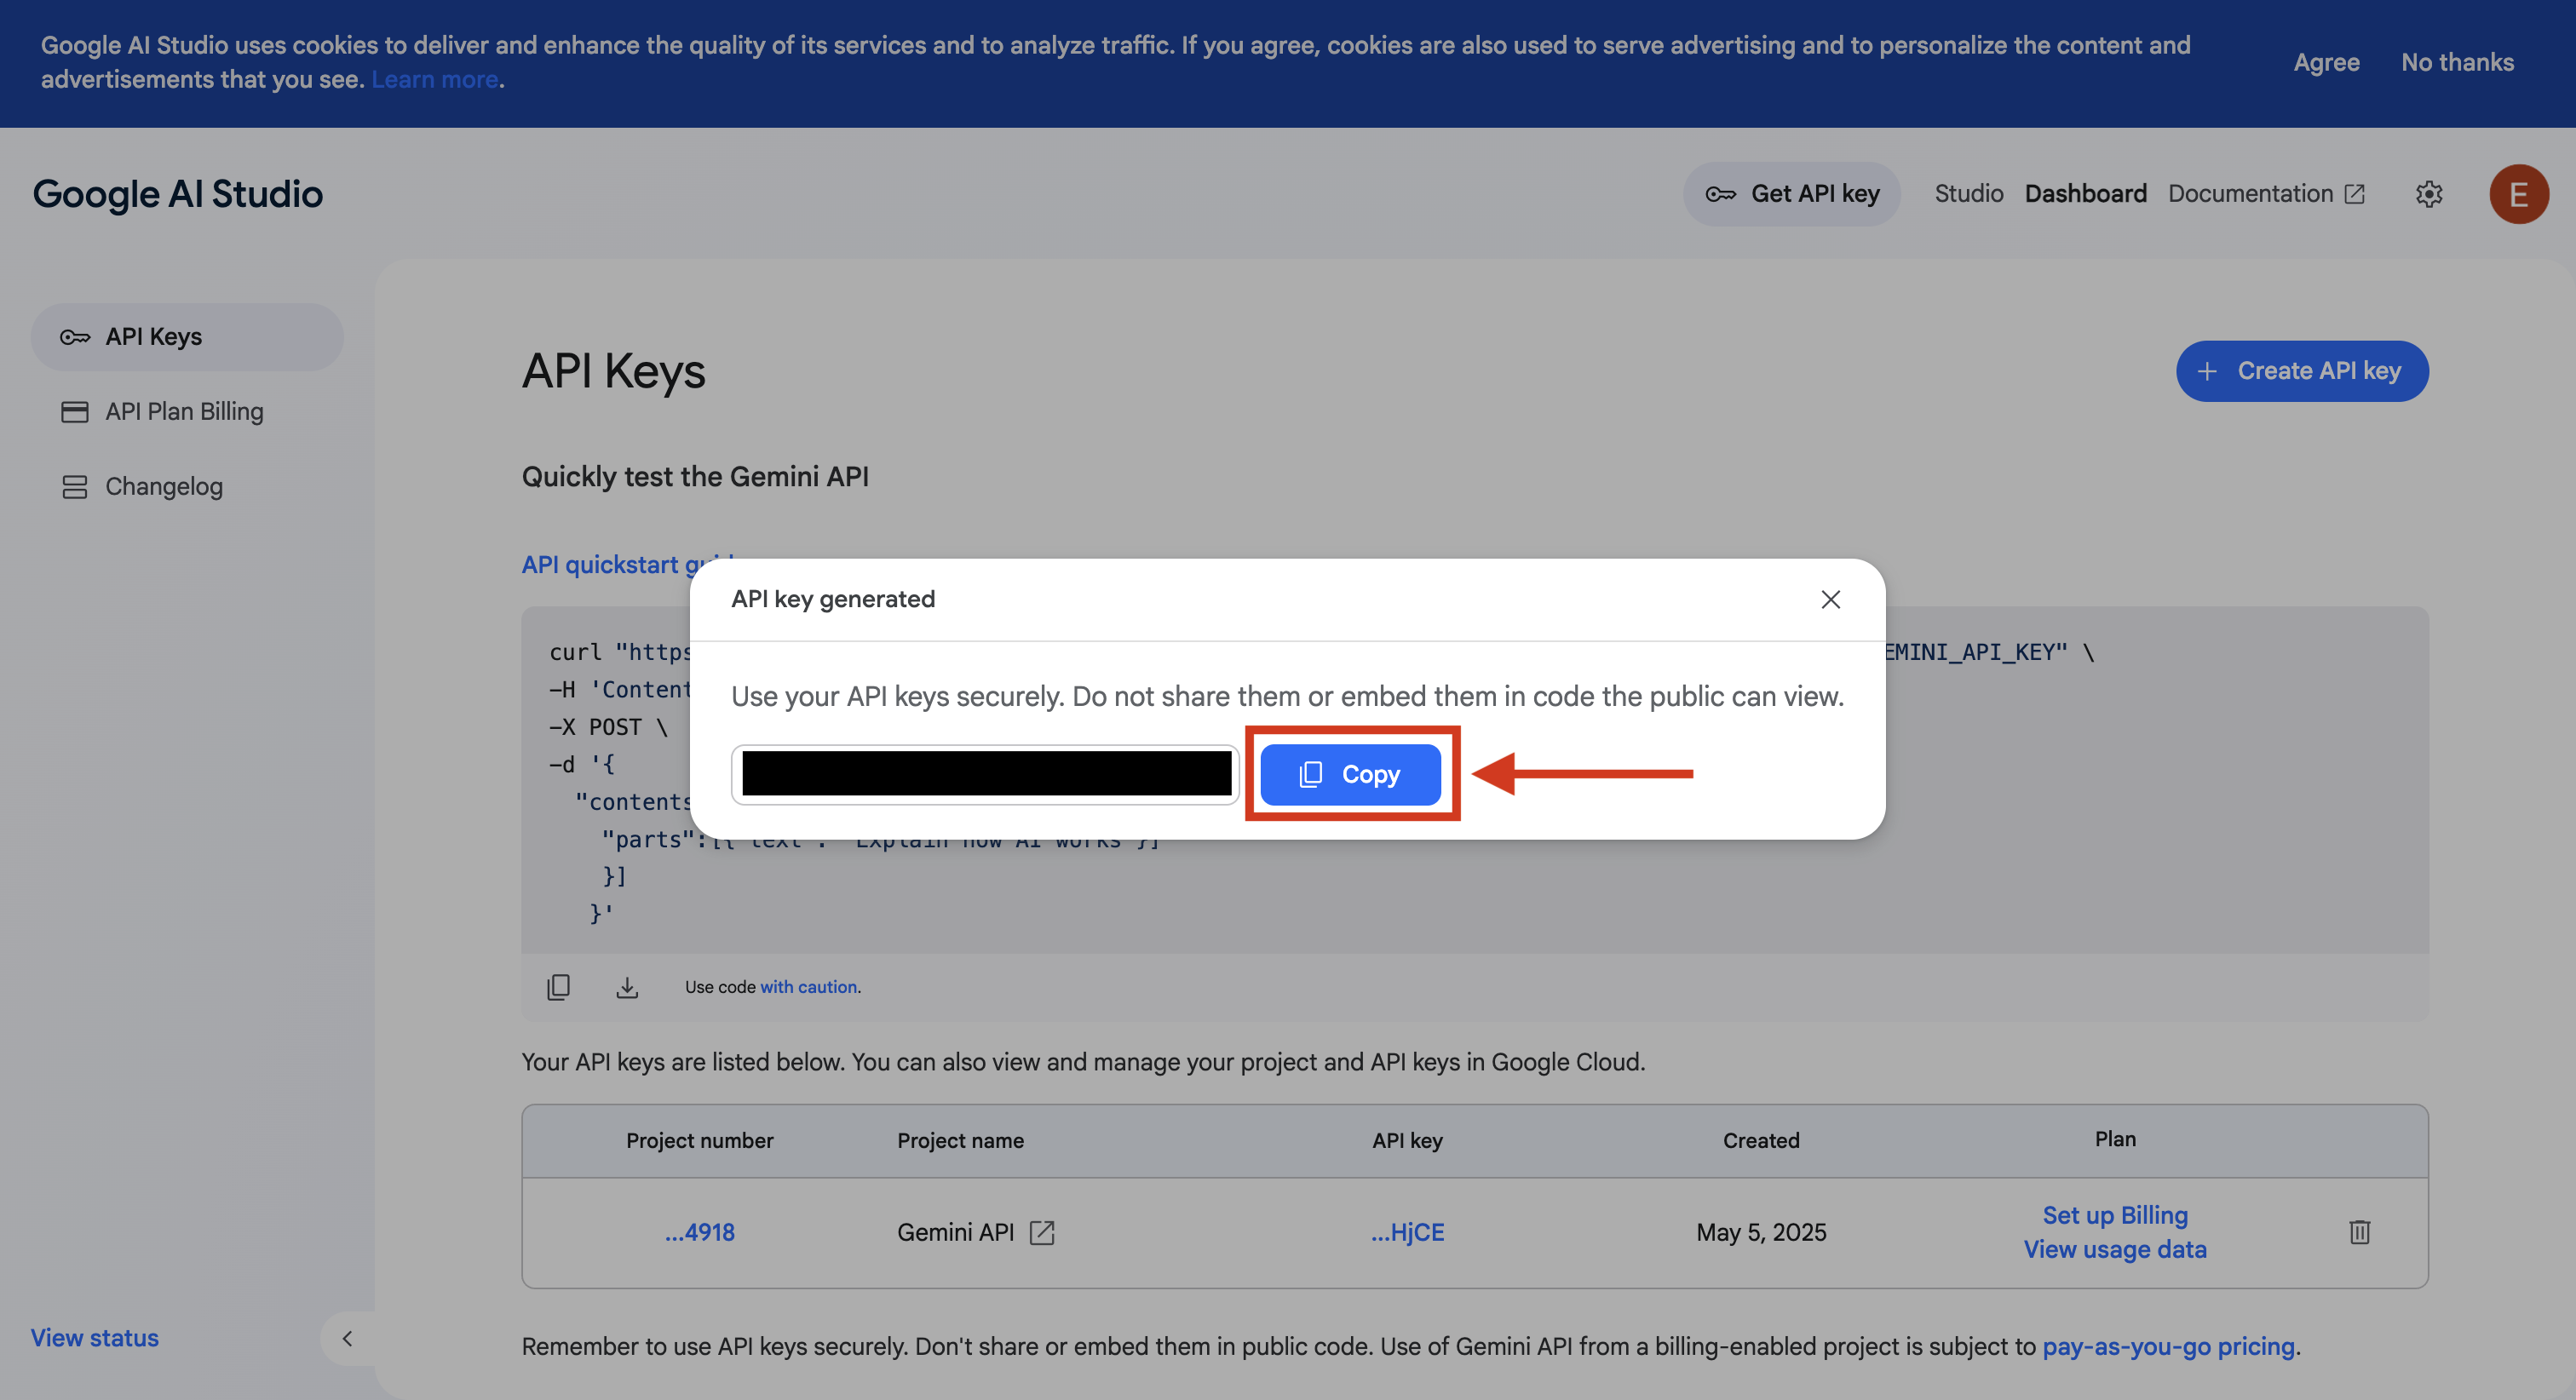 Google AI Studio uses cookies to deliver and enhance the quality of its services and to analyze traffic. If you agree, cookies are also used to serve advertising and to personalize the content and
advertisements that you see. Learn more.
Agree
No thanks
Google AI Studio
Get API key
Studio
Dashboard
Documentation
E
API Keys
API Plan Billing
Changelog
API Keys
Create API key
Quickly test the Gemini API
API quickstart
API key generated
Use your API keys securely. Do not share them or embed them in code the public can view.
Copy
curl "https
EMINI_API_KEY" \
-H 'Content
-X POST \
-d '{
"contents
"parts":[{"text": "Explain how AI works"}]
}]
}'
Use code with caution.
Your API keys are listed below. You can also view and manage your project and API keys in Google Cloud.
Project number
Project name
API key
Created
Plan
...4918
Gemini API
...HjCE
May 5, 2025
Set up Billing
View usage data
View status
Remember to use API keys securely. Don't share or embed them in public code. Use of Gemini API from a billing-enabled project is subject to pay-as-you-go pricing.